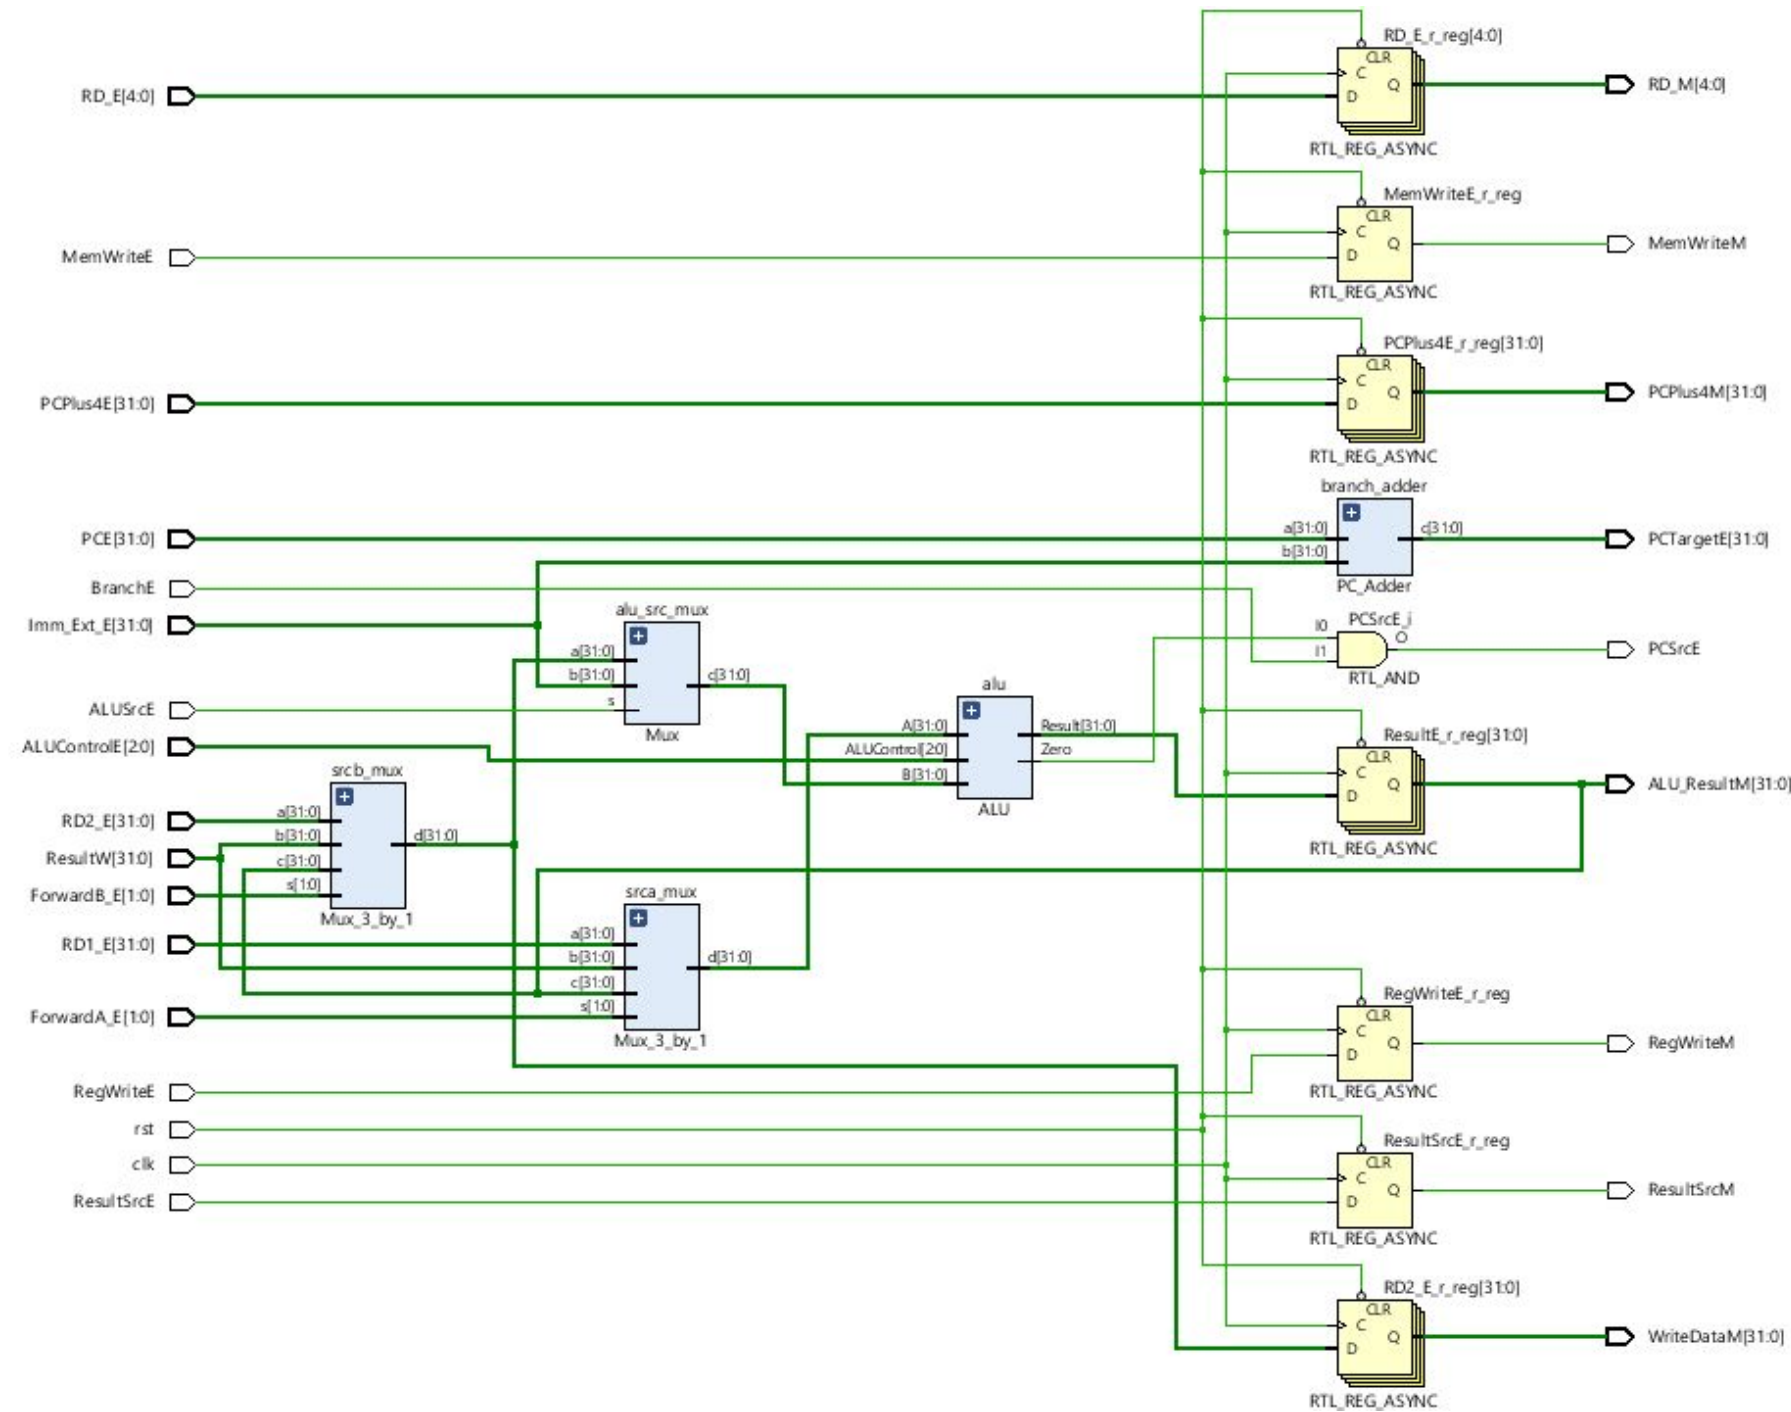 RD_E_r_reg[4:0]
CLR
C
Q
D
RD_E[4:0]
RD_M[4:0]
RTL_REG_ASYNC
MemWriteE_r_reg
CLR
C
Q
D
MemWriteE
MemWriteM
RTL_REG_ASYNC
PCPlus4E_r_reg[31:0]
CLR
C
Q
D
PCPlus4E[31:0]
PCPlus4M[31:0]
RTL_REG_ASYNC
branch_adder
a[31:0]
b[31:0]
c[31:0]
PC_Adder
PCE[31:0]
PCTargetE[31:0]
BranchE
Imm_Ext_E[31:0]
alu_src_mux
a[31:0]
b[31:0]
s
c[31:0]
Mux
PCSrcE_i
I0
I1
O
RTL_AND
PCSrcE
ALUSrcE
ALUControlE[2:0]
alu
A[31:0]
ALUControl[2:0]
B[31:0]
Result[31:0]
Zero
ALU
ResultE_r_reg[31:0]
CLR
C
Q
D
RTL_REG_ASYNC
ALU_ResultM[31:0]
srcb_mux
a[31:0]
b[31:0]
c[31:0]
s[1:0]
d[31:0]
Mux_3_by_1
RD2_E[31:0]
ResultW[31:0]
ForwardB_E[1:0]
RD1_E[31:0]
ForwardA_E[1:0]
srca_mux
a[31:0]
b[31:0]
c[31:0]
s[1:0]
d[31:0]
Mux_3_by_1
RegWriteE_r_reg
CLR
C
Q
D
RTL_REG_ASYNC
RegWriteM
RegWriteE
rst
clk
ResultSrcE
ResultSrcE_r_reg
CLR
C
Q
D
RTL_REG_ASYNC
ResultSrcM
RD2_E_r_reg[31:0]
CLR
C
Q
D
RTL_REG_ASYNC
WriteDataM[31:0]